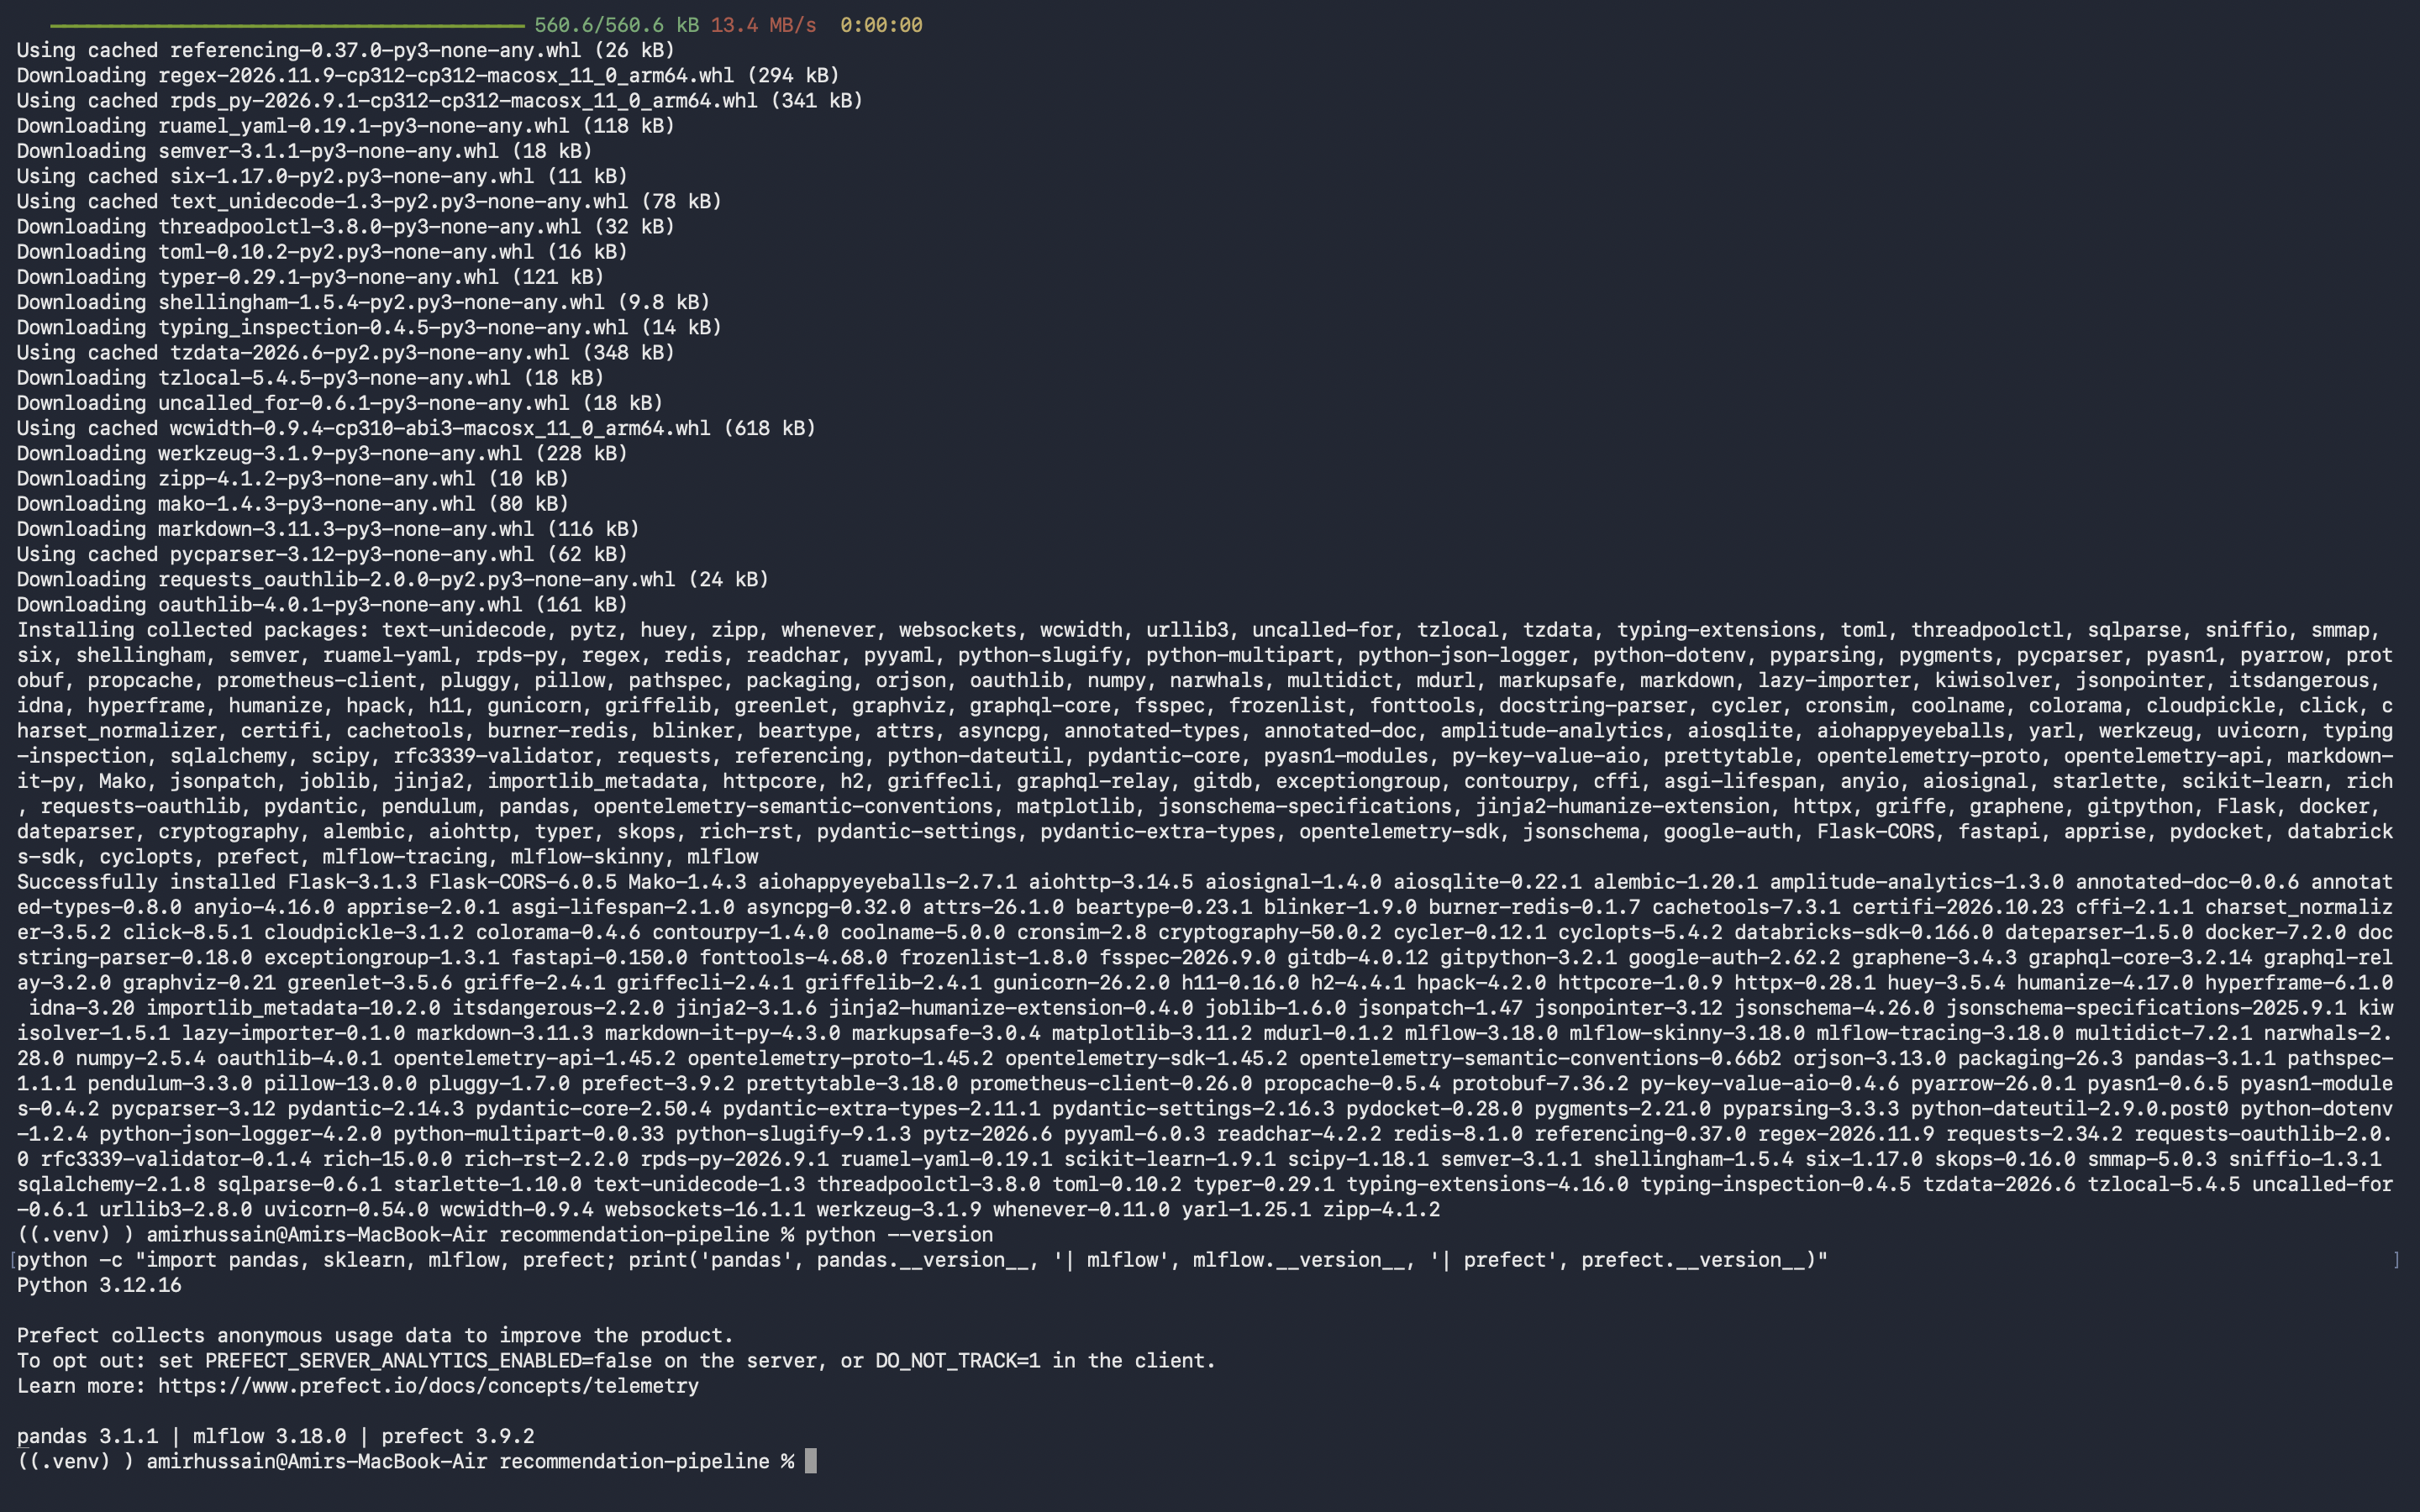 560.6/560.6 kB 13.4 MB/s  0:00:00
Using cached referencing-0.37.0-py3-none-any.whl (26 kB)
Downloading regex-2026.11.9-cp312-cp312-macosx_11_0_arm64.whl (294 kB)
Using cached rpds_py-2026.9.1-cp312-cp312-macosx_11_0_arm64.whl (341 kB)
Downloading ruamel_yaml-0.19.1-py3-none-any.whl (118 kB)
Downloading semver-3.1.1-py3-none-any.whl (18 kB)
Using cached six-1.17.0-py2.py3-none-any.whl (11 kB)
Using cached text_unidecode-1.3-py2.py3-none-any.whl (78 kB)
Downloading threadpoolctl-3.8.0-py3-none-any.whl (32 kB)
Downloading toml-0.10.2-py2.py3-none-any.whl (16 kB)
Downloading typer-0.29.1-py3-none-any.whl (121 kB)
Downloading shellingham-1.5.4-py2.py3-none-any.whl (9.8 kB)
Downloading typing_inspection-0.4.5-py3-none-any.whl (14 kB)
Using cached tzdata-2026.6-py2.py3-none-any.whl (348 kB)
Downloading tzlocal-5.4.5-py3-none-any.whl (18 kB)
Downloading uncalled_for-0.6.1-py3-none-any.whl (18 kB)
Using cached wcwidth-0.9.4-cp310-abi3-macosx_11_0_arm64.whl (618 kB)
Downloading werkzeug-3.1.9-py3-none-any.whl (228 kB)
Downloading zipp-4.1.2-py3-none-any.whl (10 kB)
Downloading mako-1.4.3-py3-none-any.whl (80 kB)
Downloading markdown-3.11.3-py3-none-any.whl (116 kB)
Using cached pycparser-3.12-py3-none-any.whl (62 kB)
Downloading requests_oauthlib-2.0.0-py2.py3-none-any.whl (24 kB)
Downloading oauthlib-4.0.1-py3-none-any.whl (161 kB)
Installing collected packages: text-unidecode, pytz, huey, zipp, whenever, websockets, wcwidth, urllib3, uncalled-for, tzlocal, tzdata, typing-extensions, toml, threadpoolctl, sqlparse, sniffio, smmap,
six, shellingham, semver, ruamel-yaml, rpds-py, regex, redis, readchar, pyyaml, python-slugify, python-multipart, python-json-logger, python-dotenv, pyparsing, pygments, pycparser, pyasn1, pyarrow, prot
obuf, propcache, prometheus-client, pluggy, pillow, pathspec, packaging, orjson, oauthlib, numpy, narwhals, multidict, mdurl, markupsafe, markdown, lazy-importer, kiwisolver, jsonpointer, itsdangerous,
idna, hyperframe, humanize, hpack, h11, gunicorn, griffelib, greenlet, graphviz, graphql-core, fsspec, frozenlist, fonttools, docstring-parser, cycler, cronsim, coolname, colorama, cloudpickle, click, c
harset_normalizer, certifi, cachetools, burner-redis, blinker, beartype, attrs, asyncpg, annotated-types, annotated-doc, amplitude-analytics, aiosqlite, aiohappyeyeballs, yarl, werkzeug, uvicorn, typing
-inspection, sqlalchemy, scipy, rfc3339-validator, requests, referencing, python-dateutil, pydantic-core, pyasn1-modules, py-key-value-aio, prettytable, opentelemetry-proto, opentelemetry-api, markdown-
it-py, Mako, jsonpatch, joblib, jinja2, importlib_metadata, httpcore, h2, griffecli, graphql-relay, gitdb, exceptiongroup, contourpy, cffi, asgi-lifespan, anyio, aiosignal, starlette, scikit-learn, rich
, requests-oauthlib, pydantic, pendulum, pandas, opentelemetry-semantic-conventions, matplotlib, jsonschema-specifications, jinja2-humanize-extension, httpx, griffe, graphene, gitpython, Flask, docker,
dateparser, cryptography, alembic, aiohttp, typer, skops, rich-rst, pydantic-settings, pydantic-extra-types, opentelemetry-sdk, jsonschema, google-auth, Flask-CORS, fastapi, apprise, pydocket, databrick
s-sdk, cyclopts, prefect, mlflow-tracing, mlflow-skinny, mlflow
Successfully installed Flask-3.1.3 Flask-CORS-6.0.5 Mako-1.4.3 aiohappyeyeballs-2.7.1 aiohttp-3.14.5 aiosignal-1.4.0 aiosqlite-0.22.1 alembic-1.20.1 amplitude-analytics-1.3.0 annotated-doc-0.0.6 annotat
ed-types-0.8.0 anyio-4.16.0 apprise-2.0.1 asgi-lifespan-2.1.0 asyncpg-0.32.0 attrs-26.1.0 beartype-0.23.1 blinker-1.9.0 burner-redis-0.1.7 cachetools-7.3.1 certifi-2026.10.23 cffi-2.1.1 charset_normaliz
er-3.5.2 click-8.5.1 cloudpickle-3.1.2 colorama-0.4.6 contourpy-1.4.0 coolname-5.0.0 cronsim-2.8 cryptography-50.0.2 cycler-0.12.1 cyclopts-5.4.2 databricks-sdk-0.166.0 dateparser-1.5.0 docker-7.2.0 doc
string-parser-0.18.0 exceptiongroup-1.3.1 fastapi-0.150.0 fonttools-4.68.0 frozenlist-1.8.0 fsspec-2026.9.0 gitdb-4.0.12 gitpython-3.2.1 google-auth-2.62.2 graphene-3.4.3 graphql-core-3.2.14 graphql-rel
ay-3.2.0 graphviz-0.21 greenlet-3.5.6 griffe-2.4.1 griffecli-2.4.1 griffelib-2.4.1 gunicorn-26.2.0 h11-0.16.0 h2-4.4.1 hpack-4.2.0 httpcore-1.0.9 httpx-0.28.1 huey-3.5.4 humanize-4.17.0 hyperframe-6.1.0
 idna-3.20 importlib_metadata-10.2.0 itsdangerous-2.2.0 jinja2-3.1.6 jinja2-humanize-extension-0.4.0 joblib-1.6.0 jsonpatch-1.47 jsonpointer-3.12 jsonschema-4.26.0 jsonschema-specifications-2025.9.1 kiw
isolver-1.5.1 lazy-importer-0.1.0 markdown-3.11.3 markdown-it-py-4.3.0 markupsafe-3.0.4 matplotlib-3.11.2 mdurl-0.1.2 mlflow-3.18.0 mlflow-skinny-3.18.0 mlflow-tracing-3.18.0 multidict-7.2.1 narwhals-2.
28.0 numpy-2.5.4 oauthlib-4.0.1 opentelemetry-api-1.45.2 opentelemetry-proto-1.45.2 opentelemetry-sdk-1.45.2 opentelemetry-semantic-conventions-0.66b2 orjson-3.13.0 packaging-26.3 pandas-3.1.1 pathspec-
1.1.1 pendulum-3.3.0 pillow-13.0.0 pluggy-1.7.0 prefect-3.9.2 prettytable-3.18.0 prometheus-client-0.26.0 propcache-0.5.4 protobuf-7.36.2 py-key-value-aio-0.4.6 pyarrow-26.0.1 pyasn1-0.6.5 pyasn1-module
s-0.4.2 pycparser-3.12 pydantic-2.14.3 pydantic-core-2.50.4 pydantic-extra-types-2.11.1 pydantic-settings-2.16.3 pydocket-0.28.0 pygments-2.21.0 pyparsing-3.3.3 python-dateutil-2.9.0.post0 python-dotenv
-1.2.4 python-json-logger-4.2.0 python-multipart-0.0.33 python-slugify-9.1.3 pytz-2026.6 pyyaml-6.0.3 readchar-4.2.2 redis-8.1.0 referencing-0.37.0 regex-2026.11.9 requests-2.34.2 requests-oauthlib-2.0.
0 rfc3339-validator-0.1.4 rich-15.0.0 rich-rst-2.2.0 rpds-py-2026.9.1 ruamel-yaml-0.19.1 scikit-learn-1.9.1 scipy-1.18.1 semver-3.1.1 shellingham-1.5.4 six-1.17.0 skops-0.16.0 smmap-5.0.3 sniffio-1.3.1
sqlalchemy-2.1.8 sqlparse-0.6.1 starlette-1.10.0 text-unidecode-1.3 threadpoolctl-3.8.0 toml-0.10.2 typer-0.29.1 typing-extensions-4.16.0 typing-inspection-0.4.5 tzdata-2026.6 tzlocal-5.4.5 uncalled-for
-0.6.1 urllib3-2.8.0 uvicorn-0.54.0 wcwidth-0.9.4 websockets-16.1.1 werkzeug-3.1.9 whenever-0.11.0 yarl-1.25.1 zipp-4.1.2
((.venv) ) amirhussain@Amirs-MacBook-Air recommendation-pipeline % python --version
[python -c "import pandas, sklearn, mlflow, prefect; print('pandas', pandas.__version__, '| mlflow', mlflow.__version__, '| prefect', prefect.__version__)" ]
Python 3.12.16
Prefect collects anonymous usage data to improve the product.
To opt out: set PREFECT_SERVER_ANALYTICS_ENABLED=false on the server, or DO_NOT_TRACK=1 in the client.
Learn more: https://www.prefect.io/docs/concepts/telemetry
pandas 3.1.1 | mlflow 3.18.0 | prefect 3.9.2
((.venv) ) amirhussain@Amirs-MacBook-Air recommendation-pipeline %